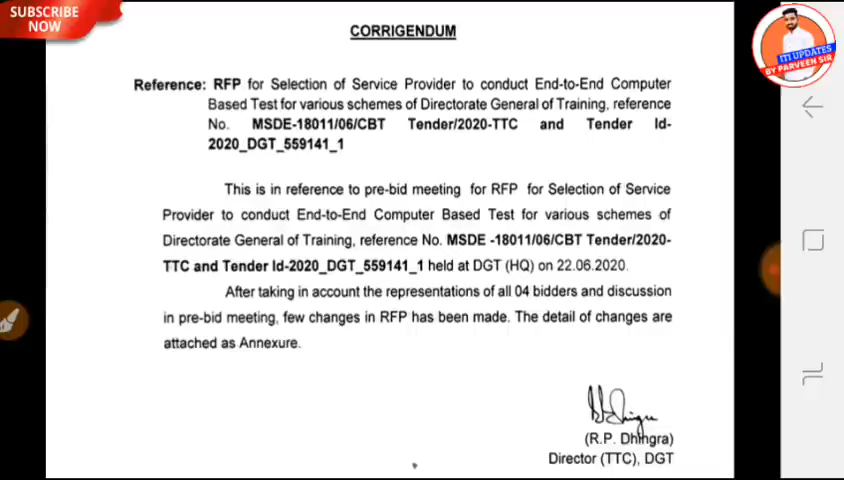 SUBSCRIBE
NOW
ITI UPDATES
BY PARVEEN SIR
CORRIGENDUM
Reference: RFP for Selection of Service Provider to conduct End-to-End Computer
Based Test for various schemes of Directorate General of Training, reference
No. MSDE-18011/06/CBT Tender/2020-TTC and Tender Id-
2020_DGT_559141_1
This is in reference to pre-bid meeting for RFP for Selection of Service
Provider to conduct End-to-End Computer Based Test for various schemes of
Directorate General of Training, reference No. MSDE -18011/06/CBT Tender/2020-
TTC and Tender Id-2020_DGT_559141_1 held at DGT (HQ) on 22.06.2020.
After taking in account the representations of all 04 bidders and discussion
in pre-bid meeting, few changes in RFP has been made. The detail of changes are
attached as Annexure.
(R.P. Dhingra)
Director (TTC), DGT